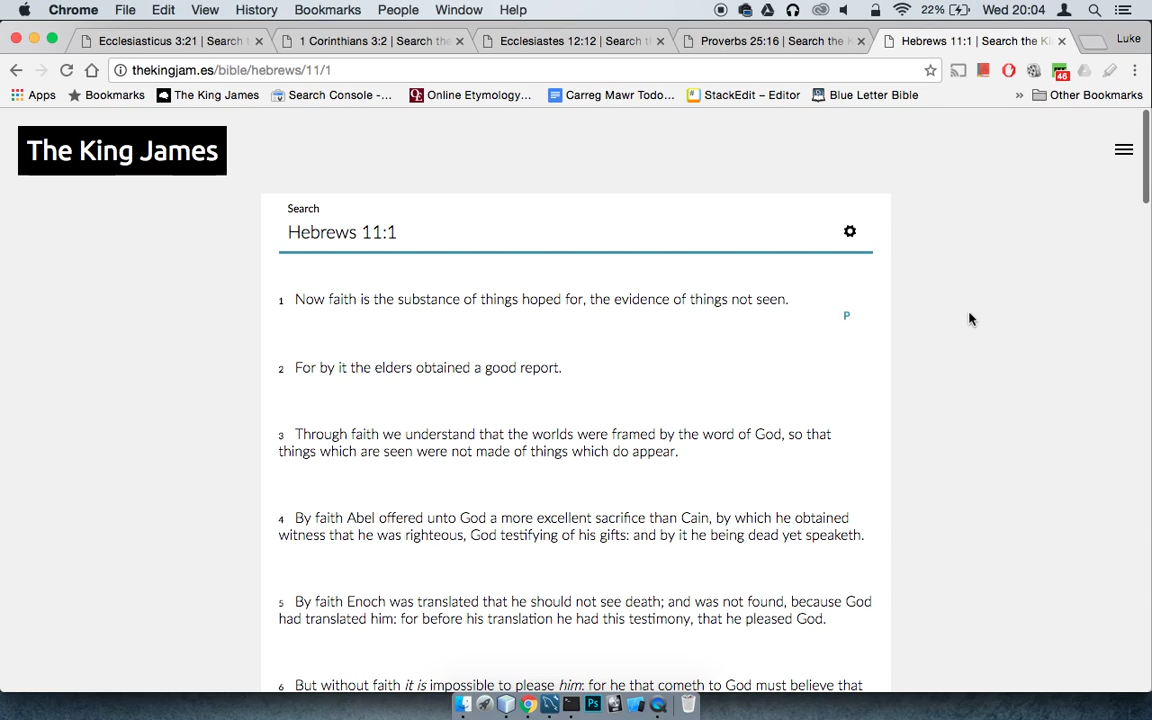 Chrome File Edit View History Bookmarks People Window Help 22% Wed 20:04
Ecclesiasticus 3:21 | Search 1 Corinthians 3:2 | Search the Ecclesiastes 12:12 | Search th Proverbs 25:16 | Search the K Hebrews 11:1 | Search the Ki Luke
thekingjam.es/bible/hebrews/11/1 46
Apps Bookmarks The King James Search Console -... Online Etymology... Carreg Mawr Todo... StackEdit – Editor Blue Letter Bible » Other Bookmarks
The King James
Search
Hebrews 11:1
1 Now faith is the substance of things hoped for, the evidence of things not seen.
P
2 For by it the elders obtained a good report.
3 Through faith we understand that the worlds were framed by the word of God, so that
things which are seen were not made of things which do appear.
4 By faith Abel offered unto God a more excellent sacrifice than Cain, by which he obtained
witness that he was righteous, God testifying of his gifts: and by it he being dead yet speaketh.
5 By faith Enoch was translated that he should not see death; and was not found, because God
had translated him: for before his translation he had this testimony, that he pleased God.
6 But without faith it is impossible to please him: for he that cometh to God must believe that
Ps